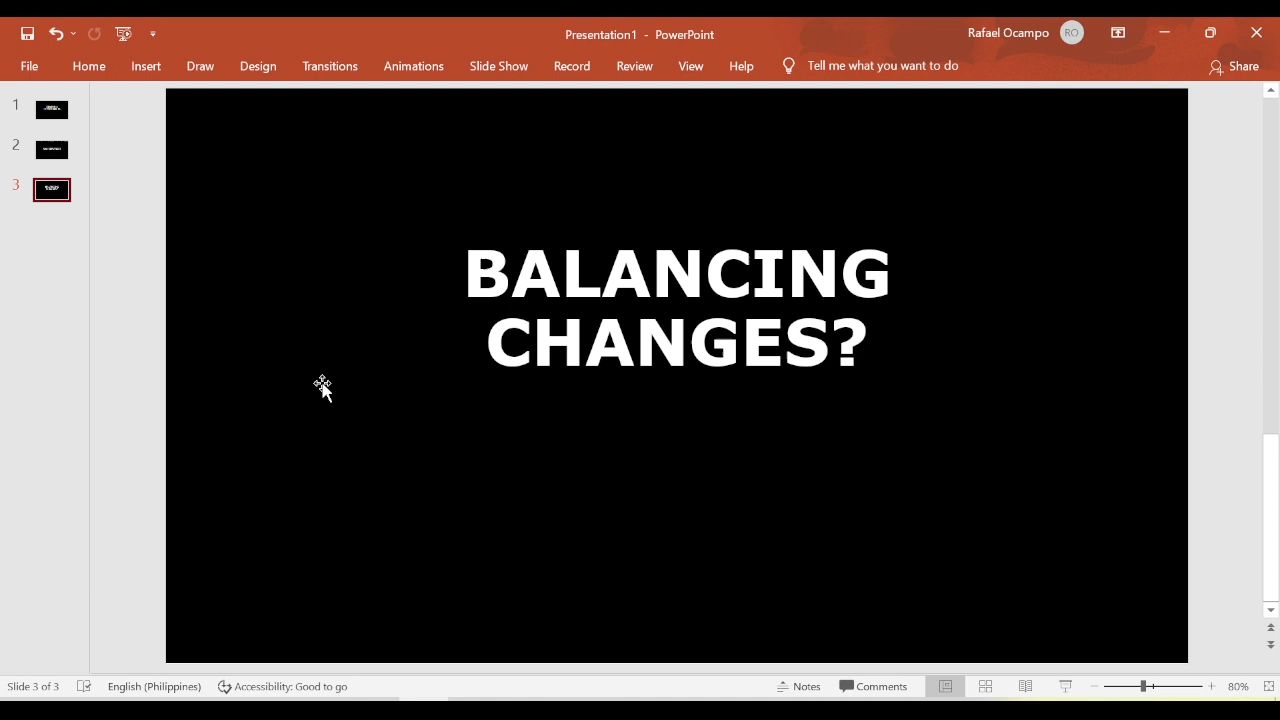 Presentation1 - PowerPoint
Rafael Ocampo RO
File Home Insert Draw Design Transitions Animations Slide Show Record Review View Help Tell me what you want to do Share
1
2
3
BALANCING
CHANGES?
Slide 3 of 3 English (Philippines) Accessibility: Good to go Notes Comments 80%